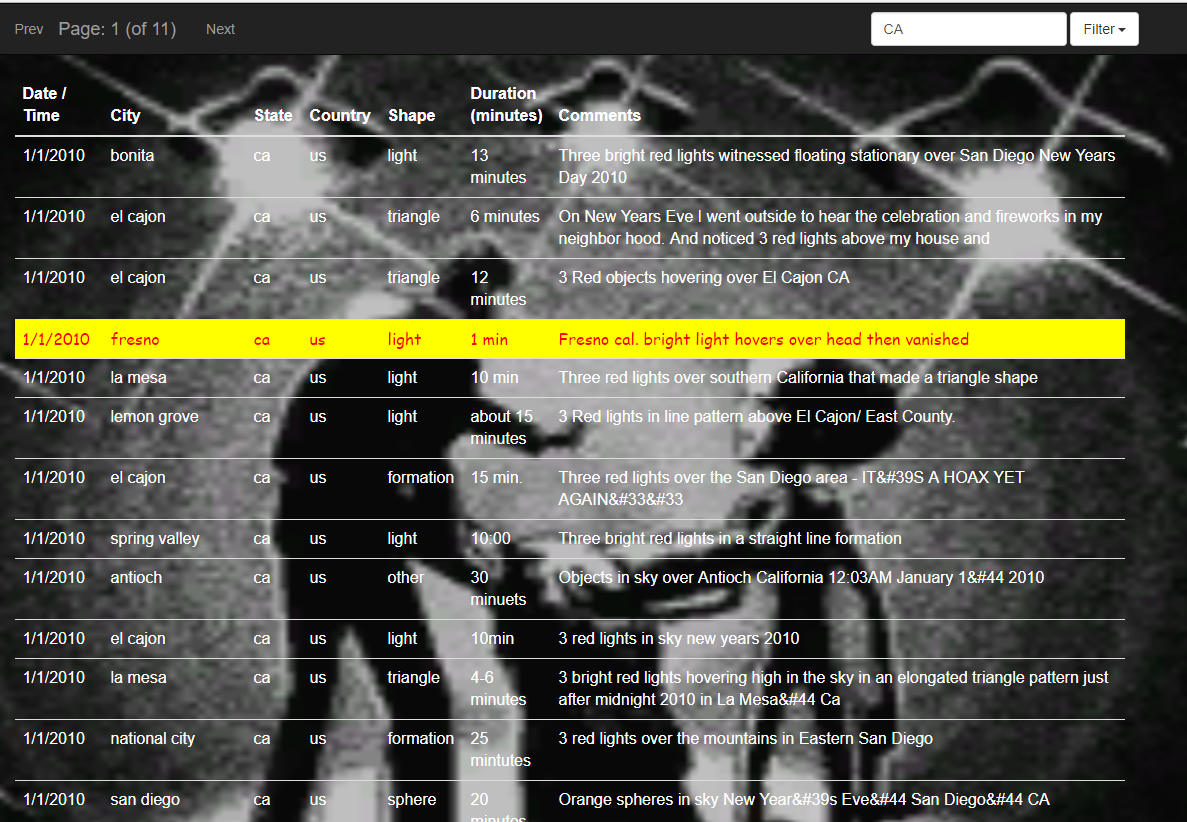 Prev Page: 1 (of 11) Next CA Filter
Date / Time City State Country Shape Duration (minutes) Comments
1/1/2010 bonita ca us light 13 minutes Three bright red lights witnessed floating stationary over San Diego New Years Day 2010
1/1/2010 el cajon ca us triangle 6 minutes On New Years Eve I went outside to hear the celebration and fireworks in my neighbor hood. And noticed 3 red lights above my house and
1/1/2010 el cajon ca us triangle 12 minutes 3 Red objects hovering over El Cajon CA
1/1/2010 fresno ca us light 1 min Fresno cal. bright light hovers over head then vanished
1/1/2010 la mesa ca us light 10 min Three red lights over southern California that made a triangle shape
1/1/2010 lemon grove ca us light about 15 minutes 3 Red lights in line pattern above El Cajon/ East County.
1/1/2010 el cajon ca us formation 15 min. Three red lights over the San Diego area - IT&#39S A HOAX YET AGAIN&#33&#33
1/1/2010 spring valley ca us light 10:00 Three bright red lights in a straight line formation
1/1/2010 antioch ca us other 30 minuets Objects in sky over Antioch California 12:03AM January 1&#44 2010
1/1/2010 el cajon ca us light 10min 3 red lights in sky new years 2010
1/1/2010 la mesa ca us triangle 4-6 minutes 3 bright red lights hovering high in the sky in an elongated triangle pattern just after midnight 2010 in La Mesa&#44 Ca
1/1/2010 national city ca us formation 25 mintutes 3 red lights over the mountains in Eastern San Diego
1/1/2010 san diego ca us sphere 20 minutes Orange spheres in sky New Year&#39s Eve&#44 San Diego&#44 CA